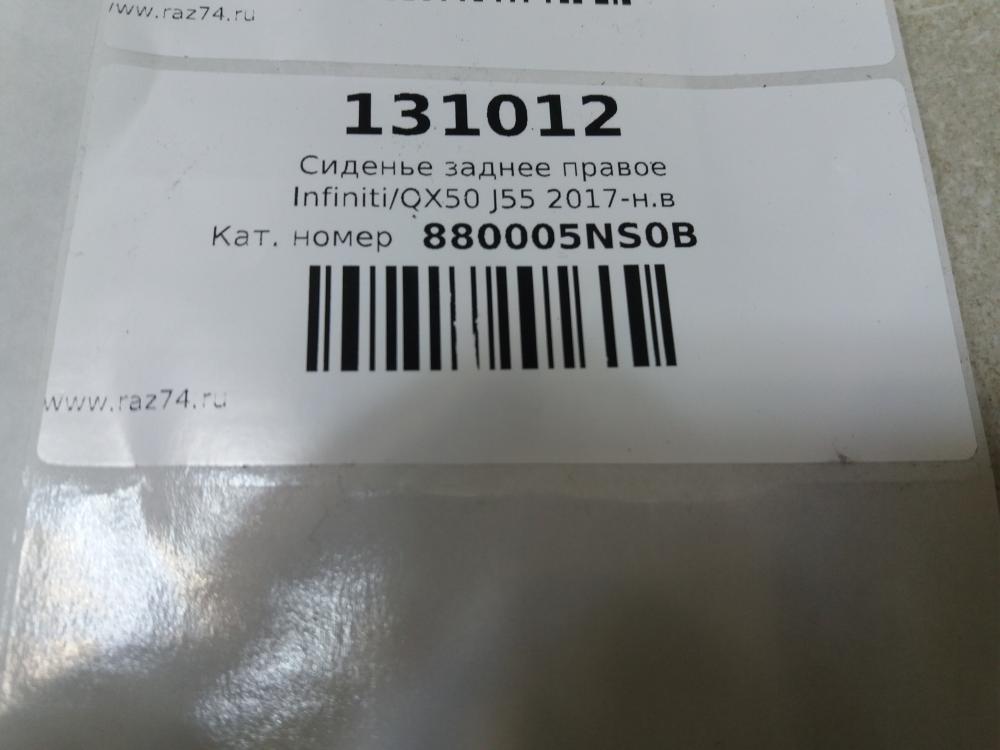 www.raz74.ru
131012
Сиденье заднее правое
Infiniti/QX50 J55 2017-н.в
Кат. номер 880005NS0B
www.raz74.ru